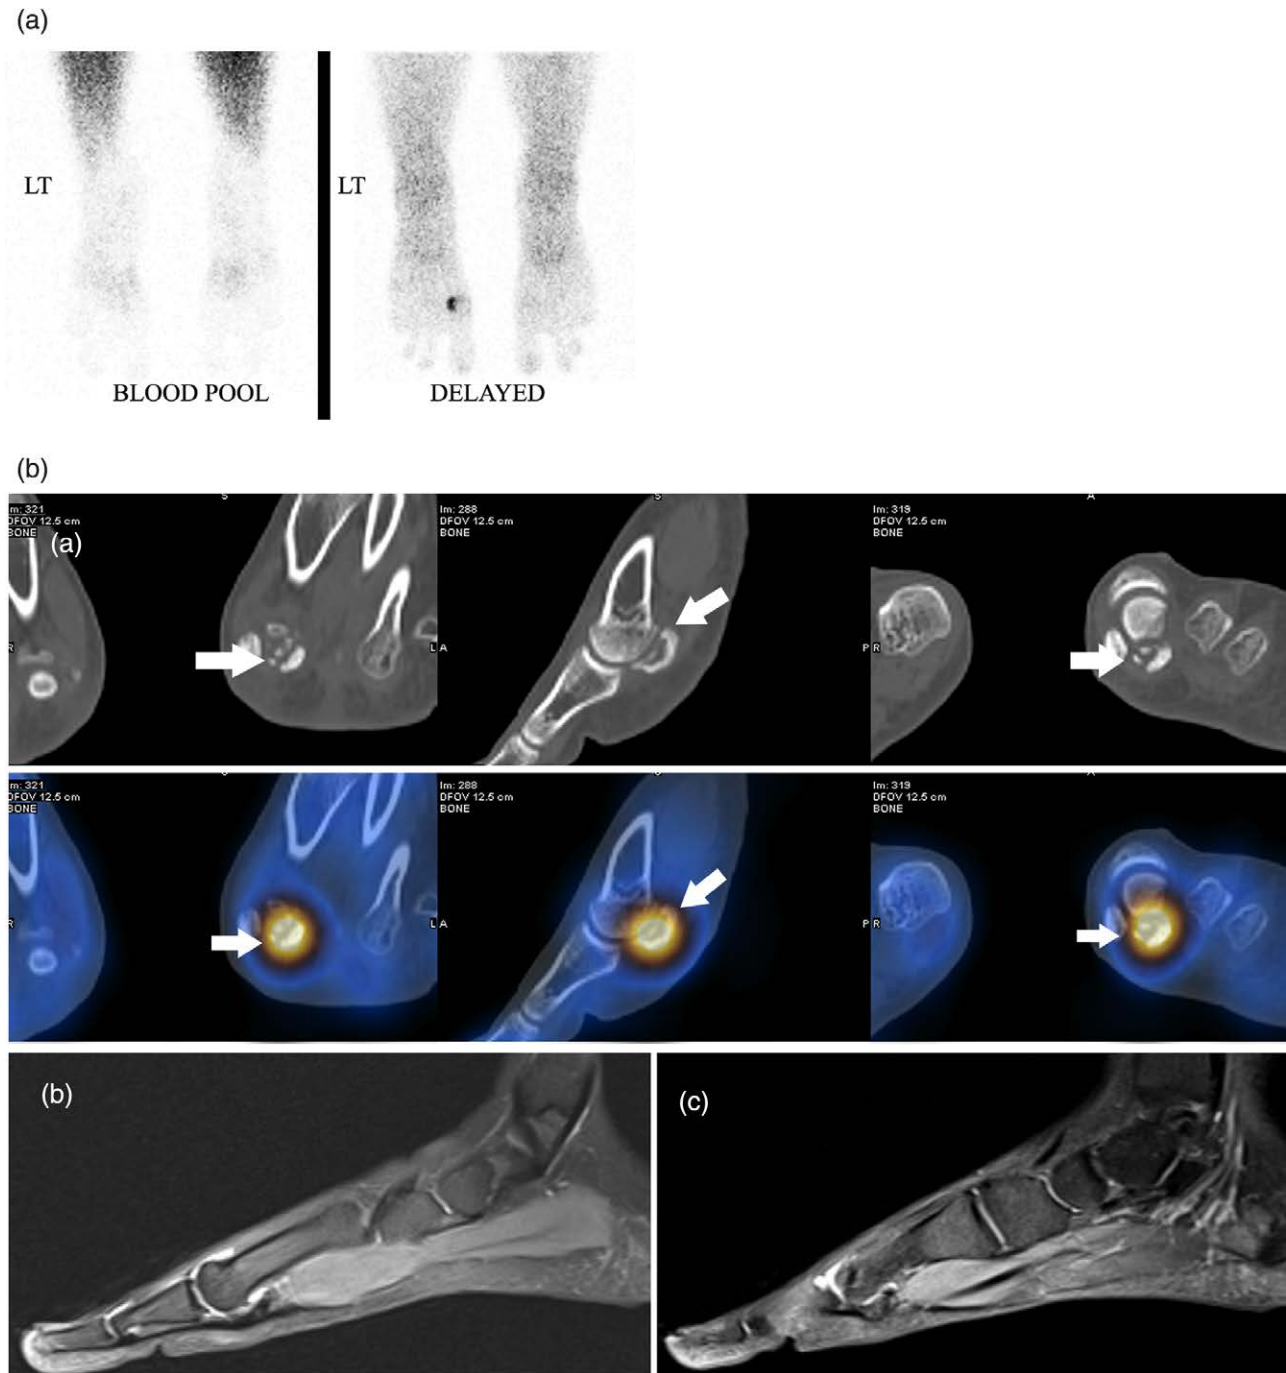 (a)
LT
LT
BLOOD POOL
DELAYED
(b)
S
S
A
Im: 321
DFOV 12.5 cm
BONE
(a)
Im: 288
DFOV 12.5 cm
BONE
Im: 319
DFOV 12.5 cm
BONE
R
L A
P R
Im: 321
DFOV 12.5 cm
BONE
Im: 288
DFOV 12.5 cm
BONE
Im: 319
DFOV 12.5 cm
BONE
R
L A
P R
(b)
(c)